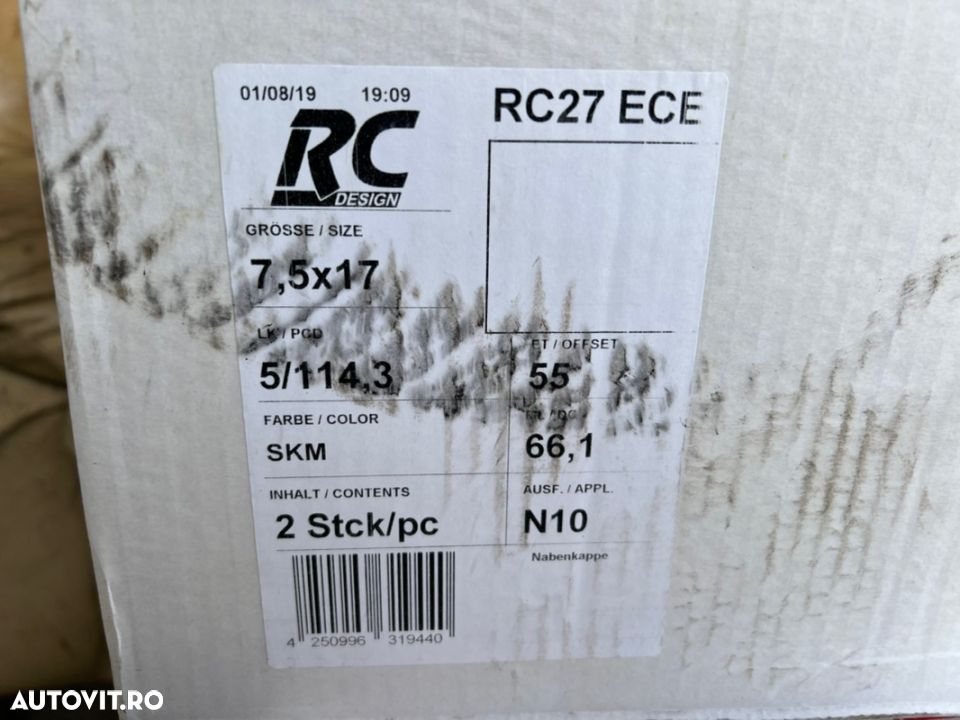 01/08/19 19:09
RC27 ECE
RC
DESIGN
GRÖSSE / SIZE
7,5x17
LK / PCD
ET / OFFSET
5/114,3
55
FARBE / COLOR
SKM
66,1
INHALT / CONTENTS
AUSF. / APPL.
2 Stck/pc
N10
Nabenkappe
4 250996 319440
AUTOVIT.RO